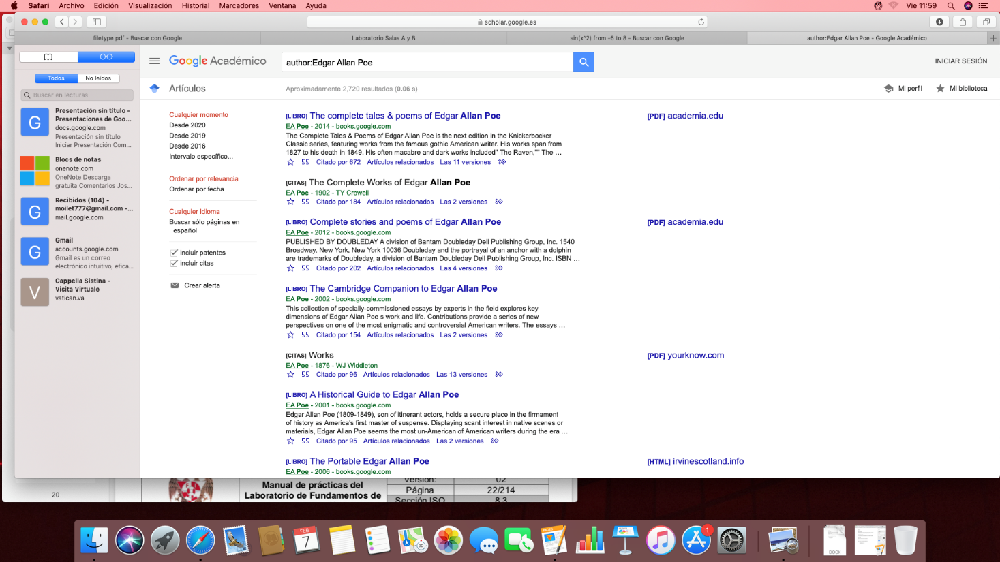 Safari Archivo Edición Visualización Historial Marcadores Ventana Ayuda Vie 11:59
scholar.google.es
filetype pdf - Buscar con Google
Laboratorio Salas A y B
sin(x^2) from -6 to 8 - Buscar con Google
author:Edgar Allan Poe - Google Académico
Todos No leídos
Buscar en lecturas
Presentación sin título -
Presentaciones de Goo...
docs.google.com
Presentación sin título
Iniciar Presentación Com...
Blocs de notas
onenote.com
OneNote Descarga
gratuita Comentarios Jos...
G
Recibidos (104) -
moilet777@gmail.com -...
mail.google.com
G
Gmail
accounts.google.com
Gmail es un correo
electrónico intuitivo, efica...
G
Cappella Sistina -
Visita Virtuale
vatican.va
V
Google Académico
author:Edgar Allan Poe
INICIAR SESIÓN
Artículos
Aproximadamente 2,720 resultados (0.06 s)
Mi perfil
Mi biblioteca
Cualquier momento
Desde 2020
Desde 2019
Desde 2016
Intervalo específico...
Ordenar por relevancia
Ordenar por fecha
Cualquier idioma
Buscar sólo páginas en
español
incluir patentes
incluir citas
Crear alerta
[LIBRO] The complete tales & poems of Edgar Allan Poe
EA Poe - 2014 - books.google.com
The Complete Tales & Poems of Edgar Allan Poe is the next edition in the Knickerbocker
Classic series, featuring works from the famous gothic American writer. His works span from
1827 to his death in 1849. His often macabre and dark works included" The Raven,"" The …
Citado por 672 Artículos relacionados Las 11 versiones
[PDF] academia.edu
[CITAS] The Complete Works of Edgar Allan Poe
EA Poe - 1902 - TY Crowell
Citado por 184 Artículos relacionados Las 2 versiones
[LIBRO] Complete stories and poems of Edgar Allan Poe
EA Poe - 2012 - books.google.com
PUBLISHED BY DOUBLEDAY A division of Bantam Doubleday Dell Publishing Group, Inc. 1540
Broadway, New York, New York 10036 Doubleday and the portrayal of an anchor with a dolphin
are trademarks of Doubleday, a division of Bantam Doubleday Dell Publishing Group, Inc. ISBN …
Citado por 202 Artículos relacionados Las 4 versiones
[PDF] academia.edu
[LIBRO] The Cambridge Companion to Edgar Allan Poe
EA Poe - 2002 - books.google.com
This collection of specially-commissioned essays by experts in the field explores key
dimensions of Edgar Allan Poe s work and life. Contributions provide a series of new
perspectives on one of the most enigmatic and controversial American writers. The essays …
Citado por 154 Artículos relacionados Las 2 versiones
[CITAS] Works
EA Poe - 1876 - WJ Widdleton
Citado por 96 Artículos relacionados Las 13 versiones
[PDF] yourknow.com
[LIBRO] A Historical Guide to Edgar Allan Poe
EA Poe - 2001 - books.google.com
Edgar Allan Poe (1809-1849), son of itinerant actors, holds a secure place in the firmament
of history as America's first master of suspense. Displaying scant interest in native scenes or
materials, Edgar Allan Poe seems the most un-American of American writers during the era …
Citado por 95 Artículos relacionados Las 2 versiones
[LIBRO] The Portable Edgar Allan Poe
EA Poe - 2006 - books.google.com
[HTML] irvinescotland.info
20
Manual de prácticas del
Laboratorio de Fundamentos de
Versión: 02
Página 22/214
Sección ISO 8.3
FEB
7
3D
PAGES
1
DOCX